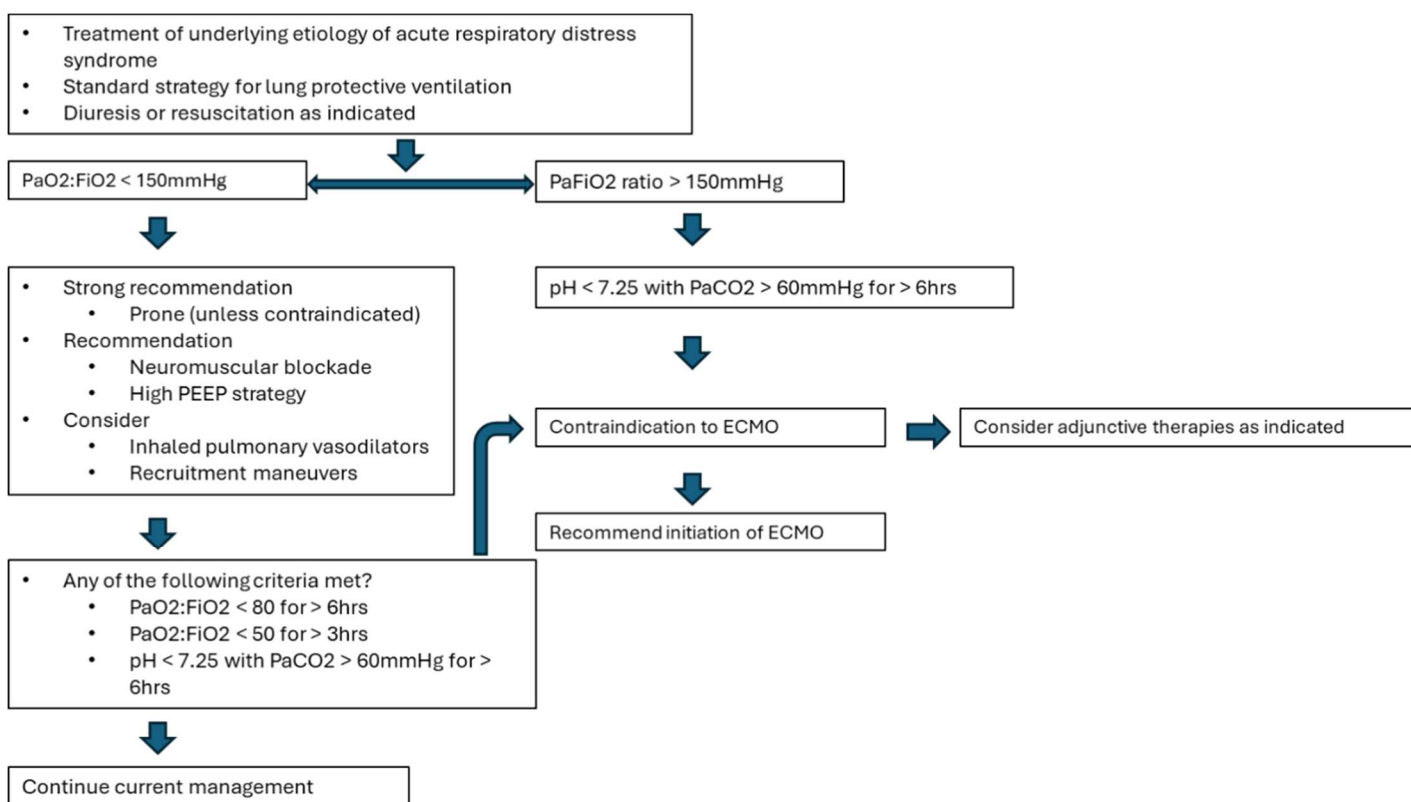 • Treatment of underlying etiology of acute respiratory distress
syndrome
• Standard strategy for lung protective ventilation
• Diuresis or resuscitation as indicated
PaO2:FiO2 < 150mmHg
PaFiO2 ratio > 150mmHg
• Strong recommendation
• Prone (unless contraindicated)
• Recommendation
• Neuromuscular blockade
• High PEEP strategy
• Consider
• Inhaled pulmonary vasodilators
• Recruitment maneuvers
pH < 7.25 with PaCO2 > 60mmHg for > 6hrs
Contraindication to ECMO
Consider adjunctive therapies as indicated
Recommend initiation of ECMO
• Any of the following criteria met?
• PaO2:FiO2 < 80 for > 6hrs
• PaO2:FiO2 < 50 for > 3hrs
• pH < 7.25 with PaCO2 > 60mmHg for >
6hrs
Continue current management